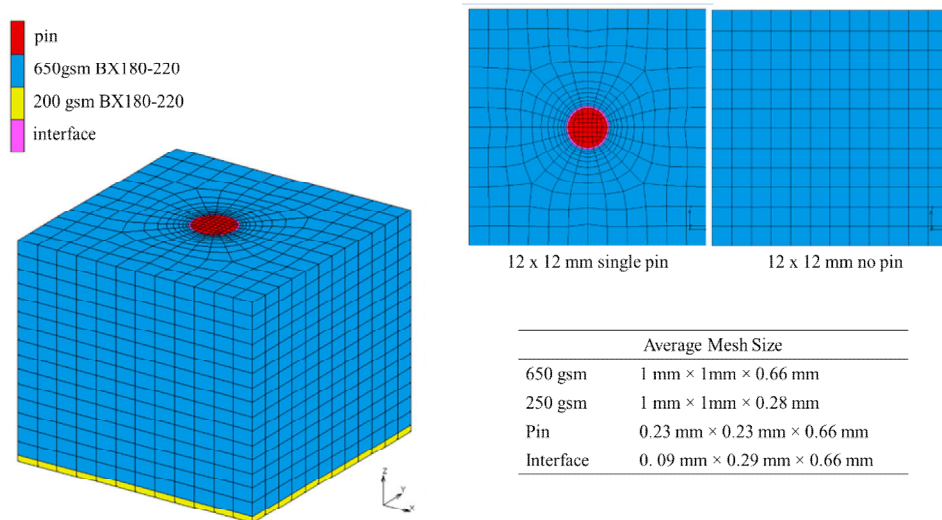 pin
650gsm BX180-220
200 gsm BX180-220
interface
12 x 12 mm single pin
12 x 12 mm no pin
Average Mesh Size
650 gsm 1 mm × 1mm × 0.66 mm
250 gsm 1 mm × 1mm × 0.28 mm
Pin 0.23 mm × 0.23 mm × 0.66 mm
Interface 0. 09 mm × 0.29 mm × 0.66 mm
Z
Y
X